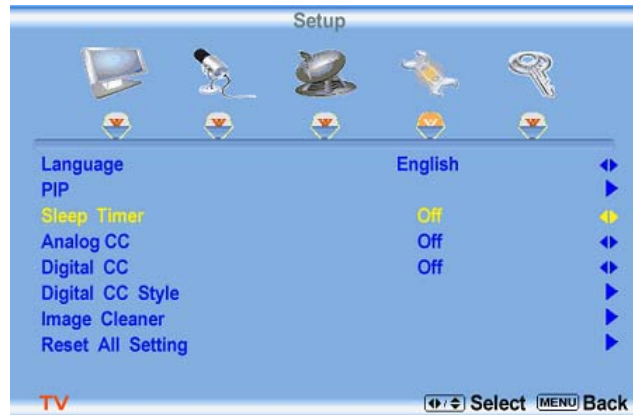 Setup
Language English
PIP
Sleep Timer Off
Analog CC Off
Digital CC Off
Digital CC Style
Image Cleaner
Reset All Setting
TV Select MENU Back